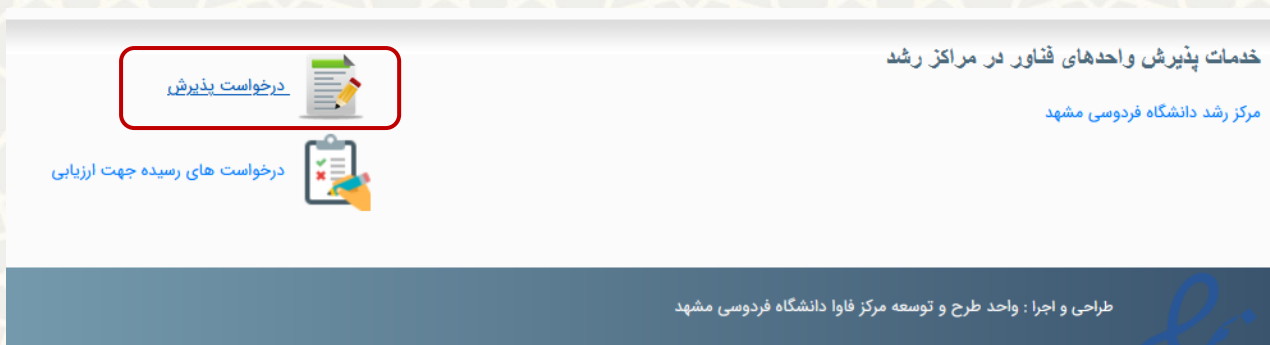 خدمات پذیرش واحدهای فناور در مراکز رشد
مرکز رشد دانشگاه فردوسی مشهد
درخواست پذیرش
درخواست های رسیده جهت ارزیابی
طراحی و اجرا : واحد طرح و توسعه مرکز فاوا دانشگاه فردوسی مشهد